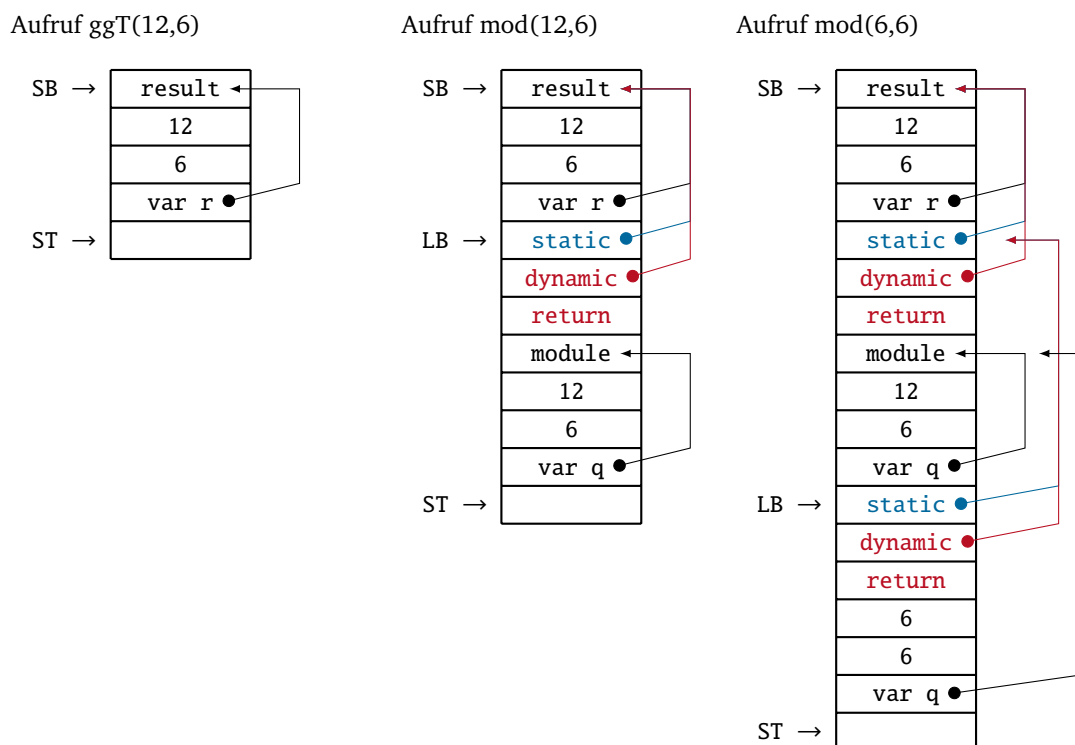 Aufruf ggT(12,6)
SB →
result
12
6
var r
ST →
Aufruf mod(12,6)
SB →
result
12
6
var r
LB →
static
dynamic
return
module
12
6
var q
ST →
Aufruf mod(6,6)
SB →
result
12
6
var r
static
dynamic
return
module
12
6
var q
LB →
static
dynamic
return
6
6
var q
ST →